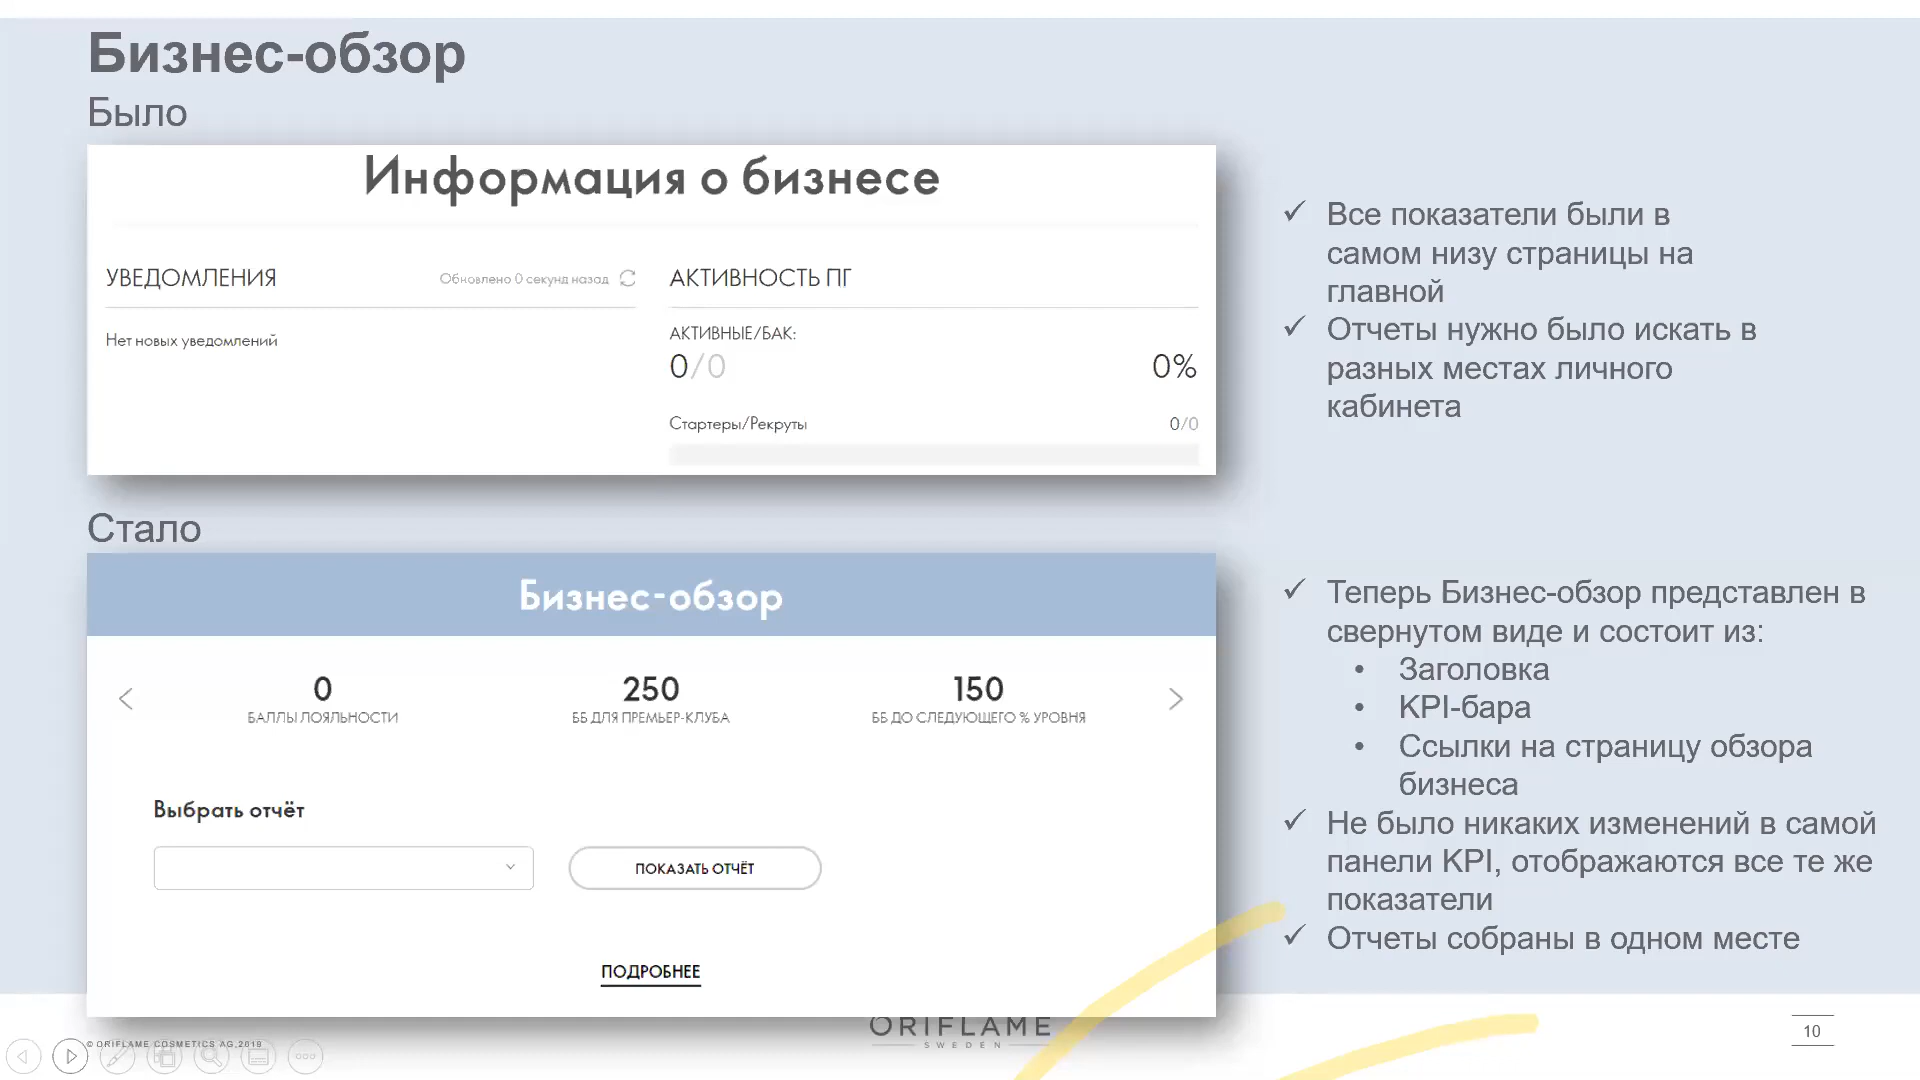 Бизнес-обзор
Было
Информация о бизнесе
УВЕДОМЛЕНИЯ
Обновлено 0 секунд назад
Нет новых уведомлений
АКТИВНОСТЬ ПГ
АКТИВНЫЕ/БАК:
0/0
0%
Стартеры/Рекруты
0/0
Все показатели были в
самом низу страницы на
главной
Отчеты нужно было искать в
разных местах личного
кабинета
Стало
Бизнес-обзор
0
БАЛЛЫ ЛОЯЛЬНОСТИ
250
ББ ДЛЯ ПРЕМЬЕР-КЛУБА
150
ББ ДО СЛЕДУЮЩЕГО % УРОВНЯ
Выбрать отчёт
ПОКАЗАТЬ ОТЧЁТ
ПОДРОБНЕЕ
Теперь Бизнес-обзор представлен в
свернутом виде и состоит из:
• Заголовка
• KPI-бара
• Ссылки на страницу обзора
бизнеса
Не было никаких изменений в самой
панели KPI, отображаются все те же
показатели
Отчеты собраны в одном месте
© ORIFLAME COSMETICS AG,2019
ORIFLAME
SWEDEN
10